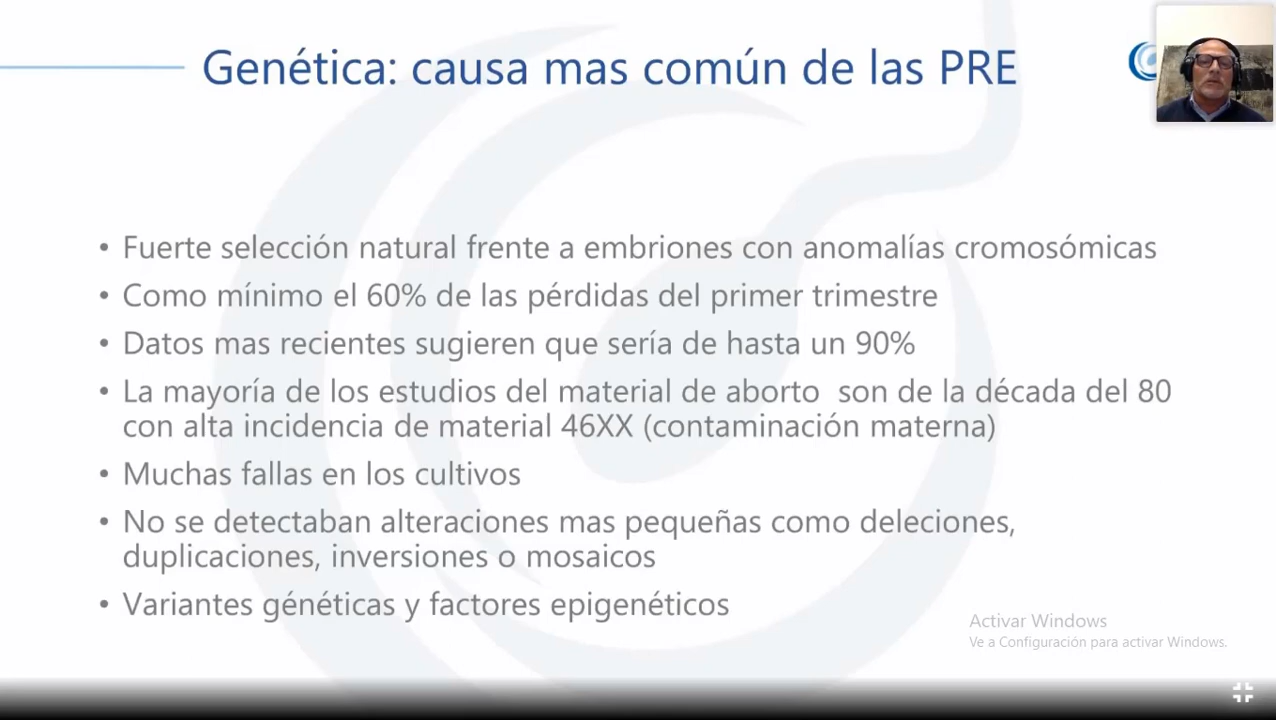 Genética: causa mas común de las PRE
• Fuerte selección natural frente a embriones con anomalías cromosómicas
• Como mínimo el 60% de las pérdidas del primer trimestre
• Datos mas recientes sugieren que sería de hasta un 90%
• La mayoría de los estudios del material de aborto son de la década del 80
con alta incidencia de material 46XX (contaminación materna)
• Muchas fallas en los cultivos
• No se detectaban alteraciones mas pequeñas como deleciones,
duplicaciones, inversiones o mosaicos
• Variantes généticas y factores epigenéticos
Activar Windows
Ve a Configuración para activar Windows.